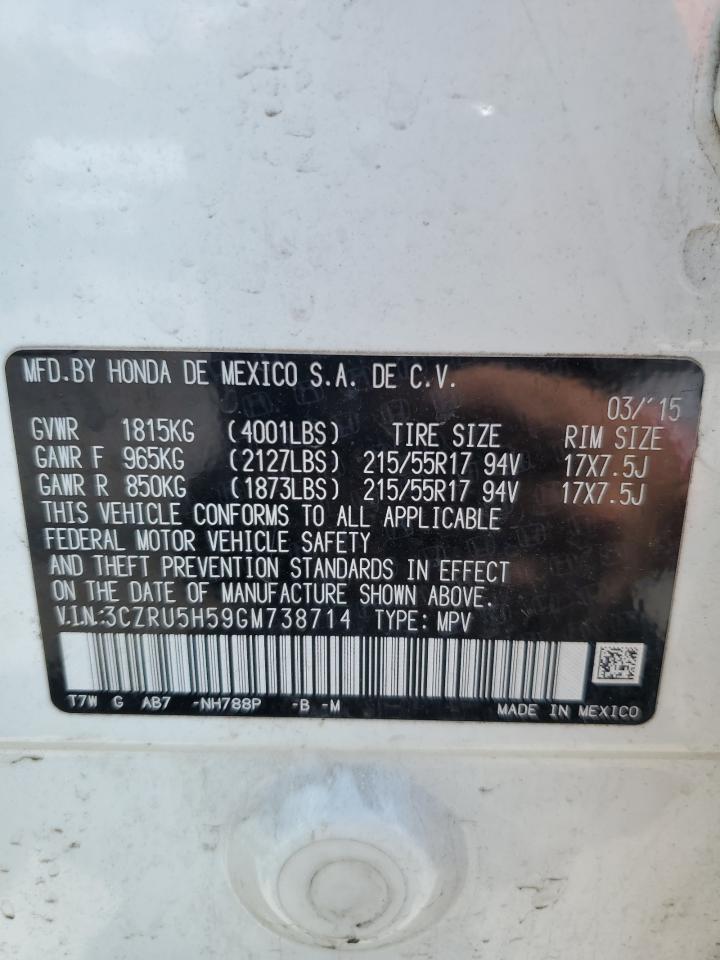 MFD.BY HONDA DE MEXICO S.A. DE C.V.
03/'15
GVWR 1815KG (4001LBS) TIRE SIZE RIM SIZE
GAWR F 965KG (2127LBS) 215/55R17 94V 17X7.5J
GAWR R 850KG (1873LBS) 215/55R17 94V 17X7.5J
THIS VEHICLE CONFORMS TO ALL APPLICABLE
FEDERAL MOTOR VEHICLE SAFETY
AND THEFT PREVENTION STANDARDS IN EFFECT
ON THE DATE OF MANUFACTURE SHOWN ABOVE.
V.I.N:3CZRU5H59GM738714 TYPE: MPV
T7W G AB7 -NH788P -B -M MADE IN MEXICO